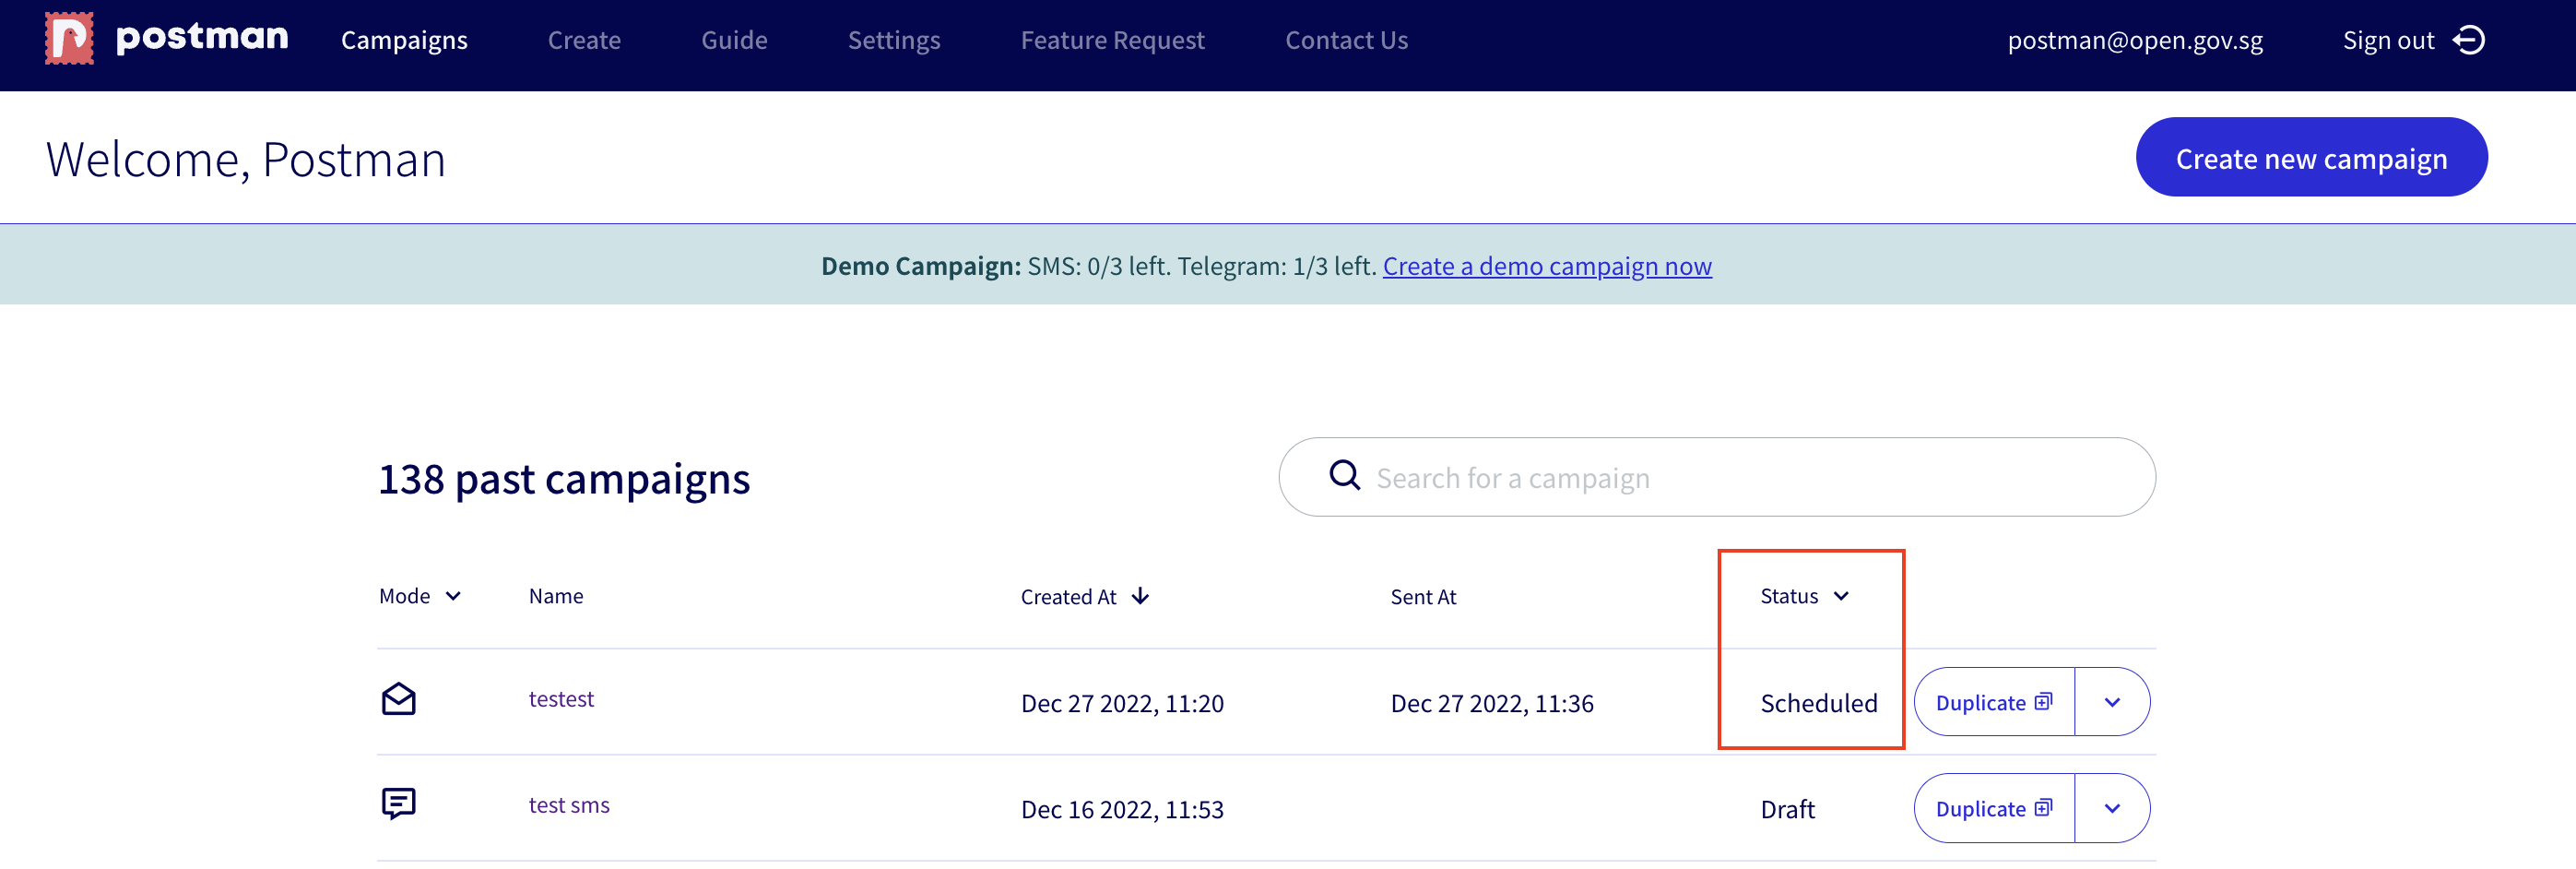 postman Campaigns Create Guide Settings Feature Request Contact Us postman@open.gov.sg Sign out
Welcome, Postman Create new campaign
Demo Campaign: SMS: 0/3 left. Telegram: 1/3 left. Create a demo campaign now
138 past campaigns Search for a campaign
Mode Name Created At Sent At Status
testest Dec 27 2022, 11:20 Dec 27 2022, 11:36 Scheduled Duplicate
test sms Dec 16 2022, 11:53 Draft Duplicate